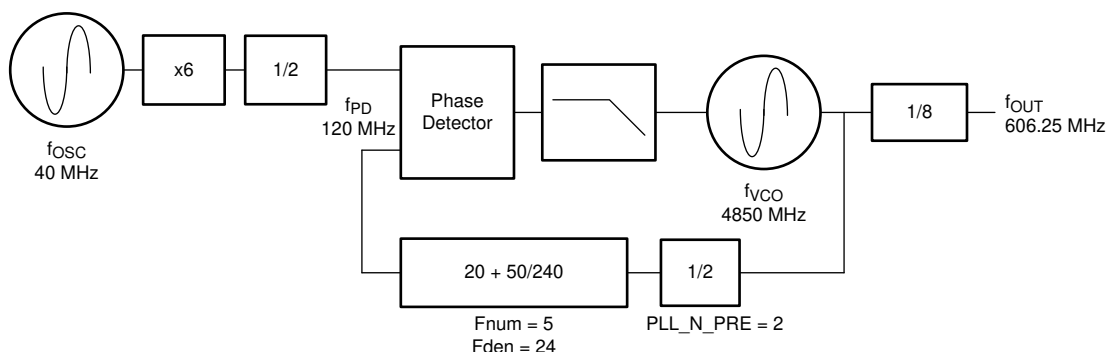 x6
1/2
fOSC
40 MHz
fPD
120 MHz
Phase
Detector
fVCO
4850 MHz
1/8
fOUT
606.25 MHz
20 + 50/240
1/2
Fnum = 5
Fden = 24
PLL_N_PRE = 2